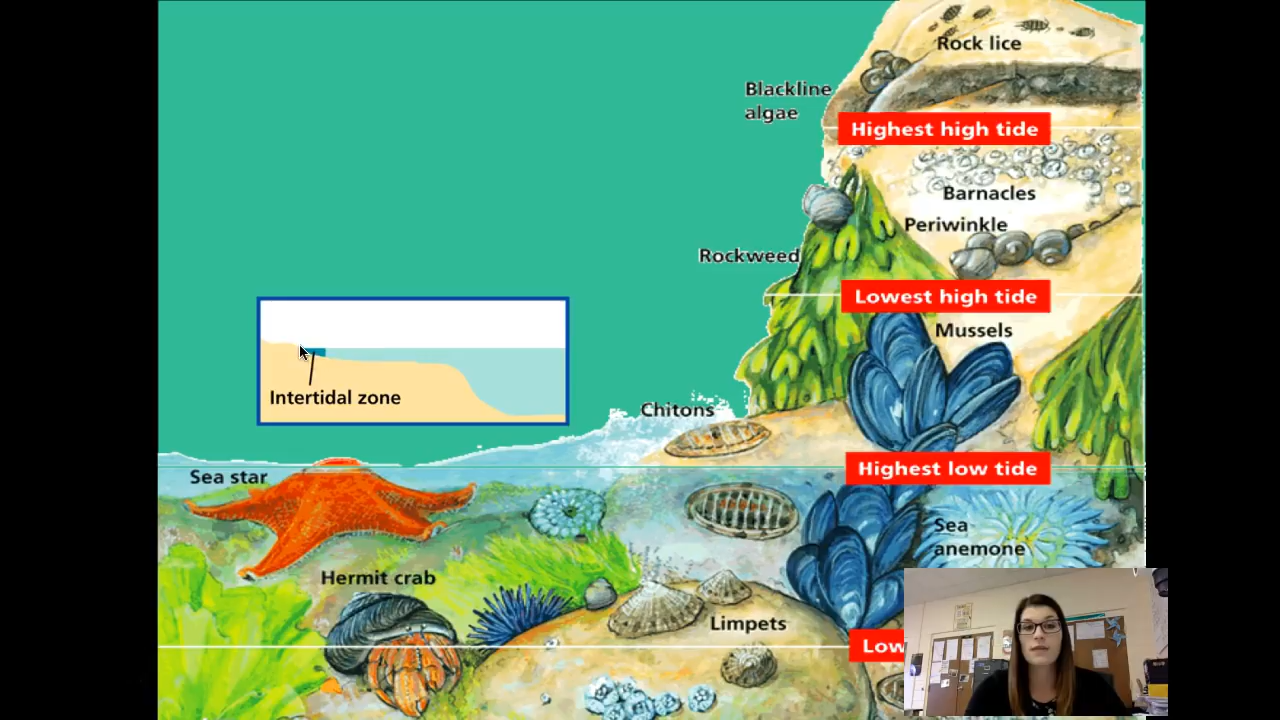 Rock lice
Blackline
algae
Highest high tide
Barnacles
Periwinkle
Rockweed
Lowest high tide
Mussels
Intertidal zone
Chitons
Highest low tide
Sea star
Sea
anemone
Hermit crab
Limpets
Low